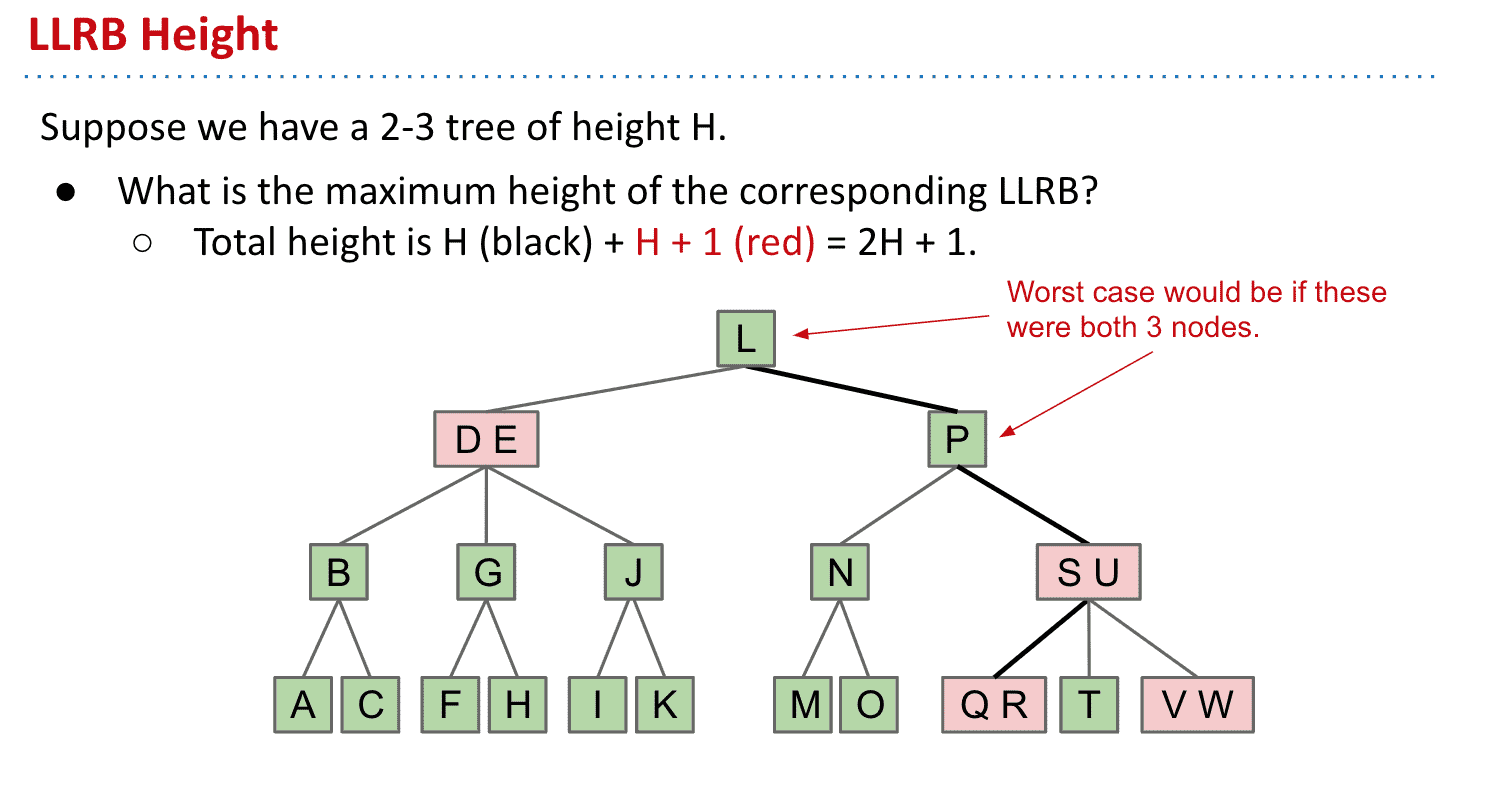 LLRB Height
Suppose we have a 2-3 tree of height H.
● What is the maximum height of the corresponding LLRB?
○ Total height is H (black) + H + 1 (red) = 2H + 1.
Worst case would be if these
were both 3 nodes.
L
D E
P
B
G
J
N
S U
A
C
F
H
I
K
M
O
Q R
T
V W